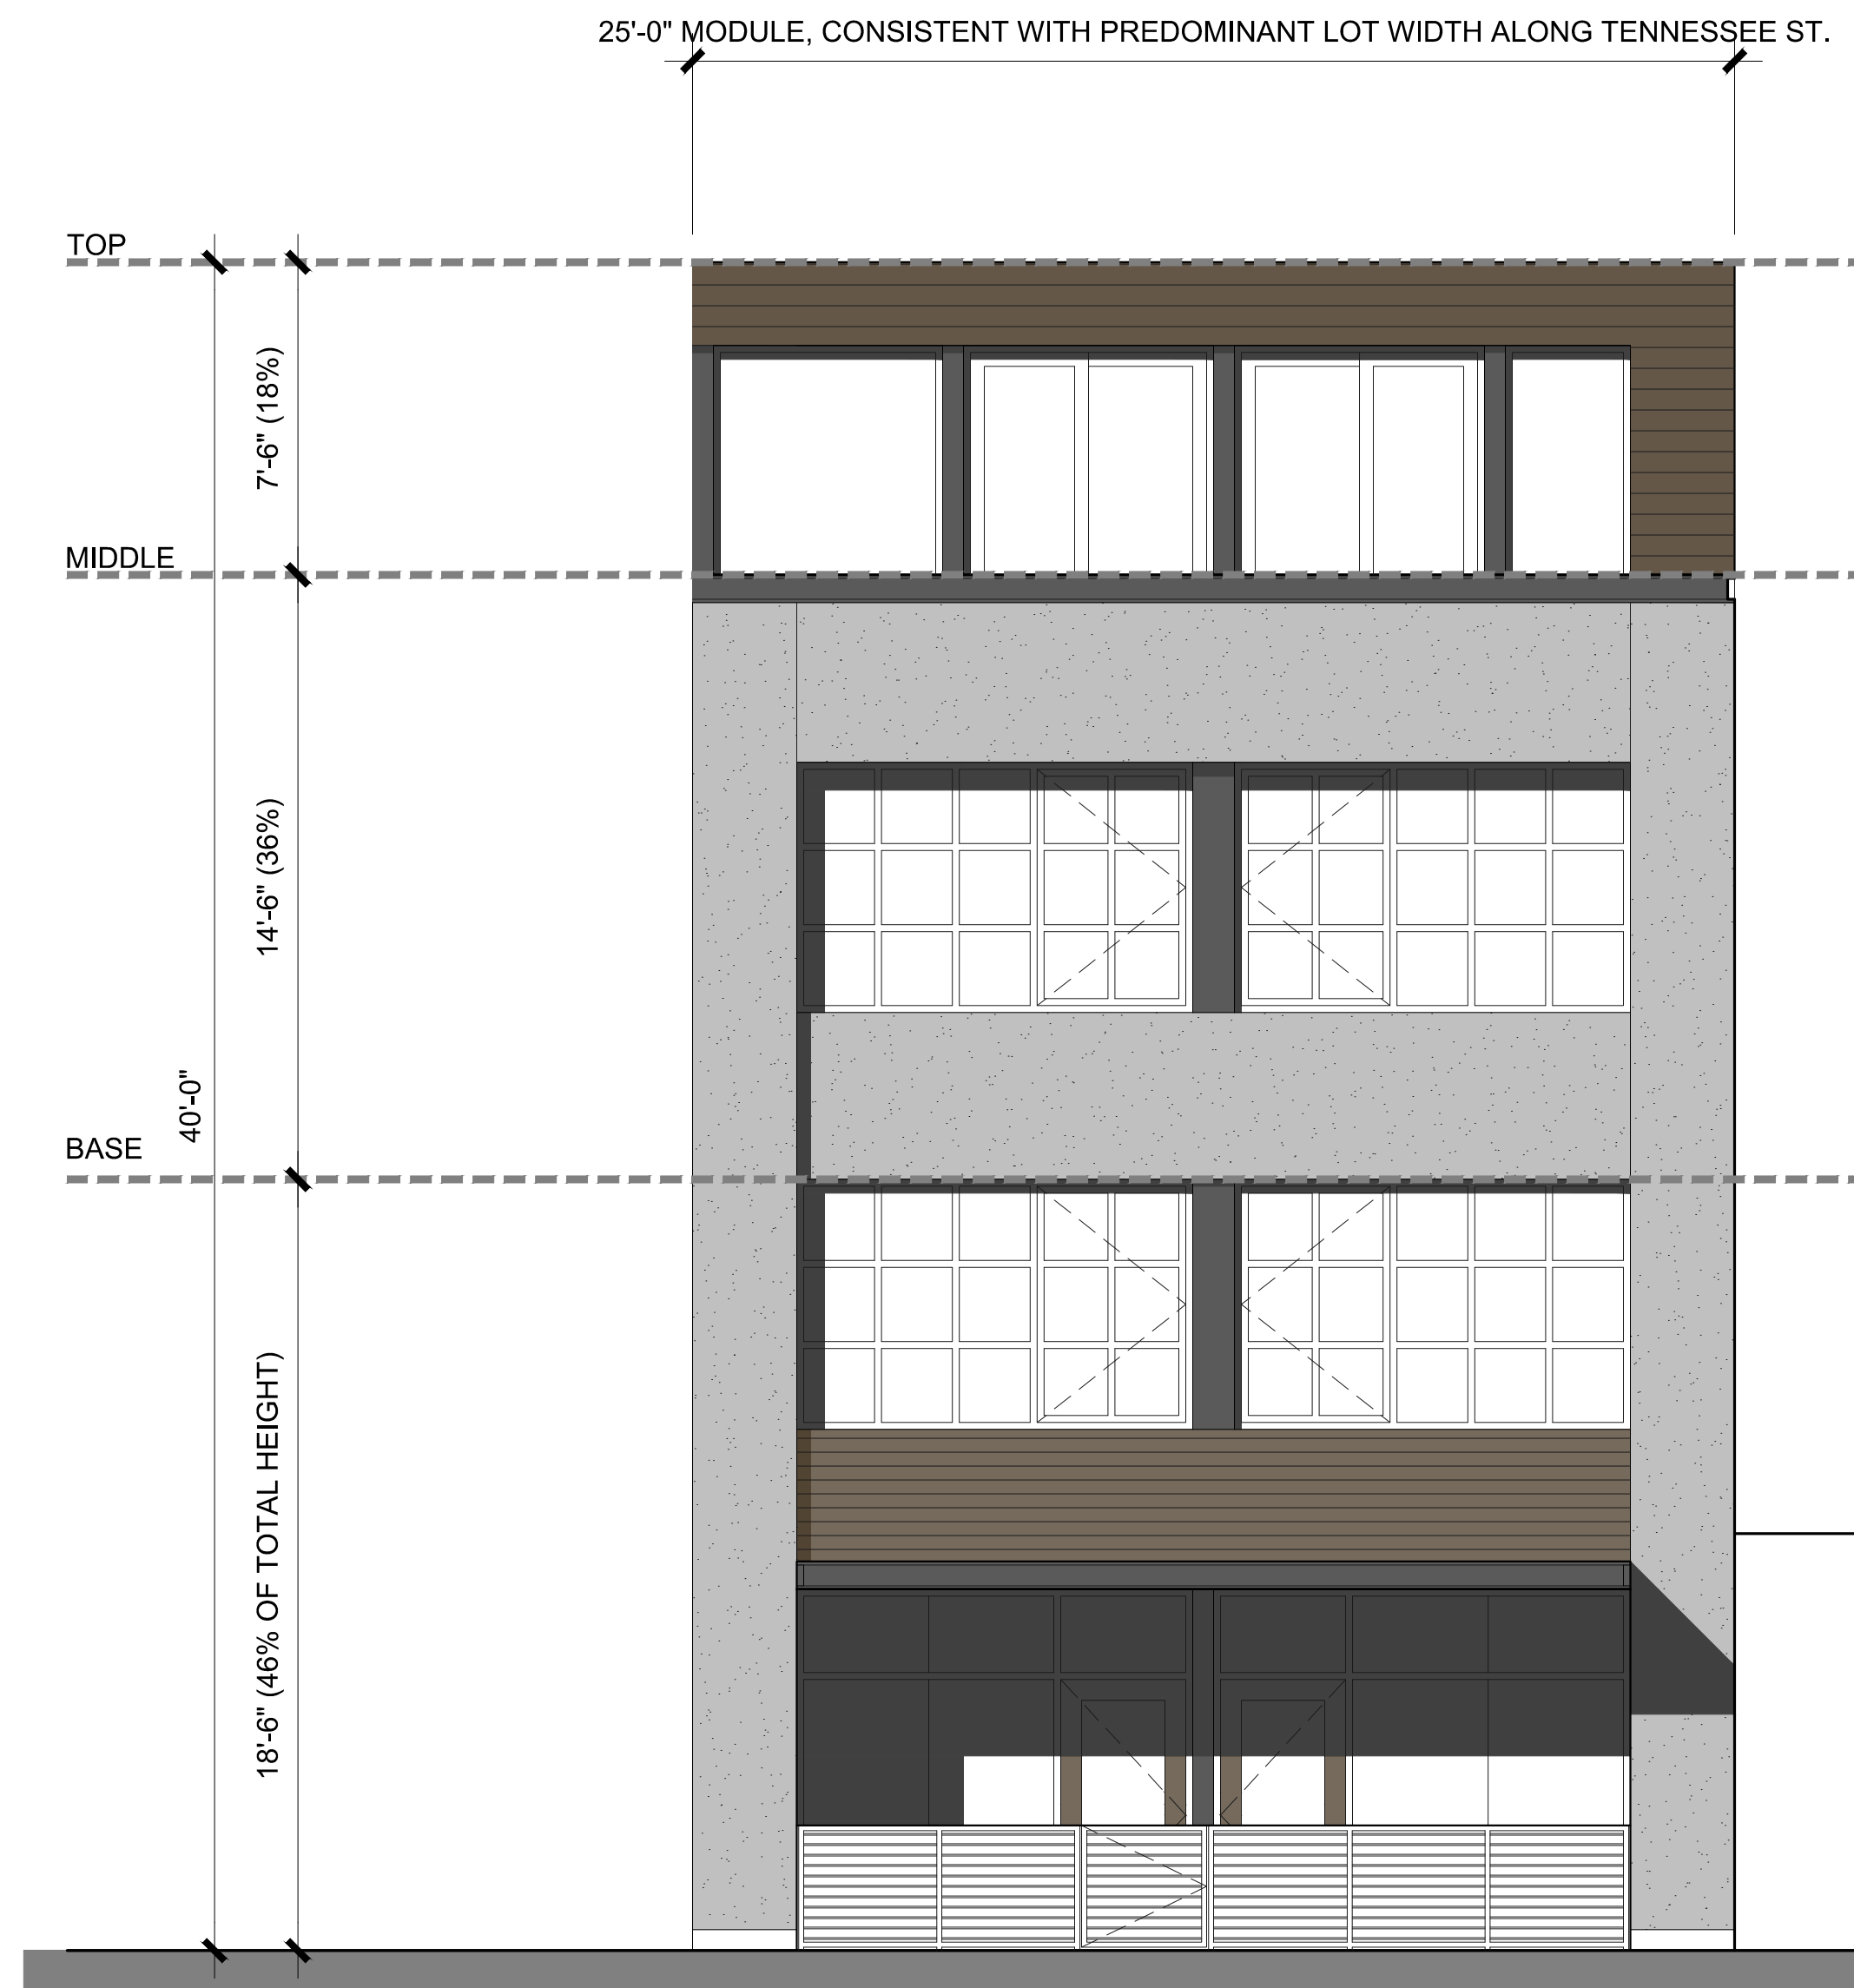 25'-0" MODULE, CONSISTENT WITH PREDOMINANT LOT WIDTH ALONG TENNESSEE ST.
TOP
7'-6" (18%)
MIDDLE
14'-6" (36%)
40'-0"
BASE
18'-6" (46% OF TOTAL HEIGHT)